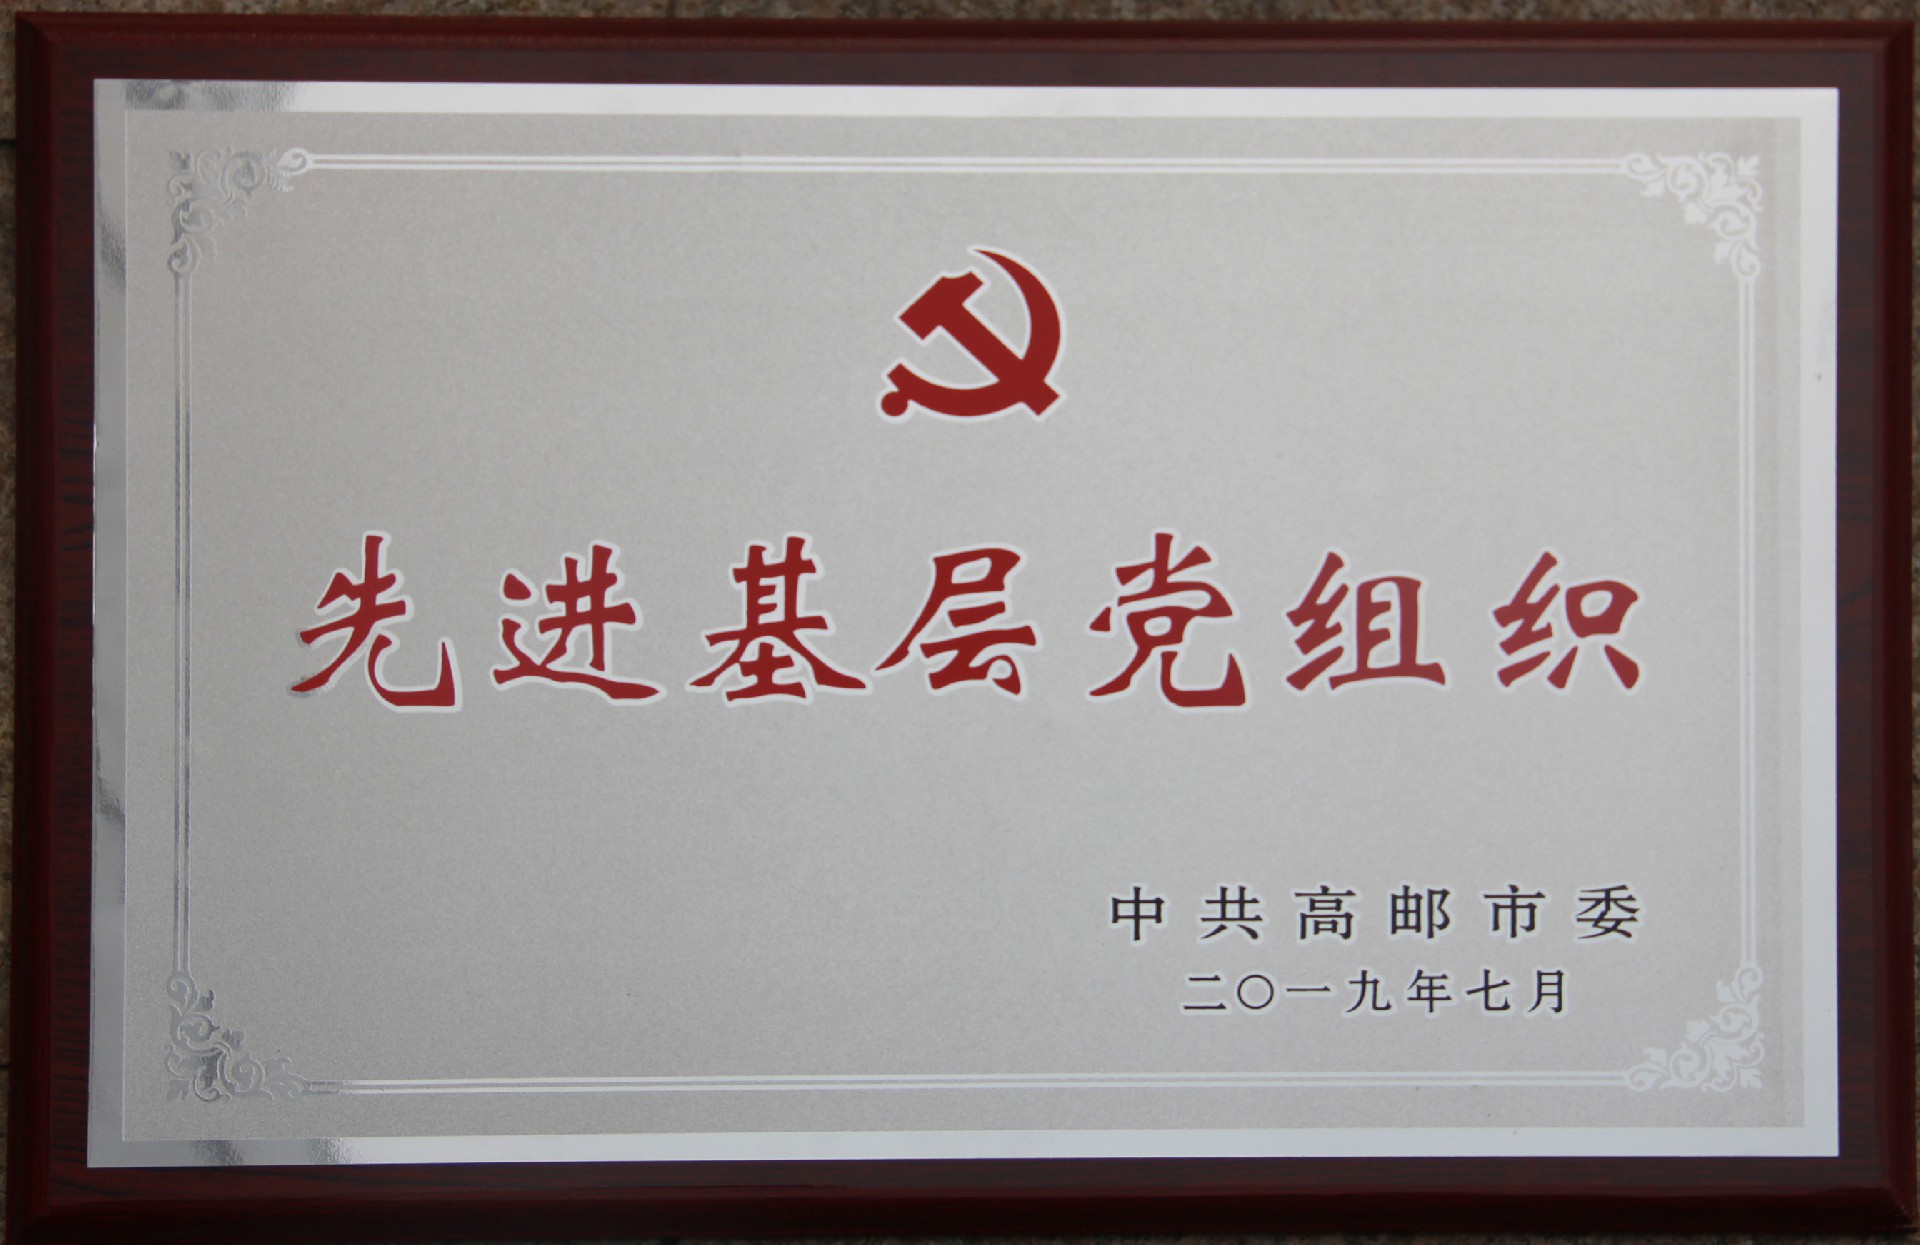 先进基层党组织
中共高邮市委
二〇一九年七月